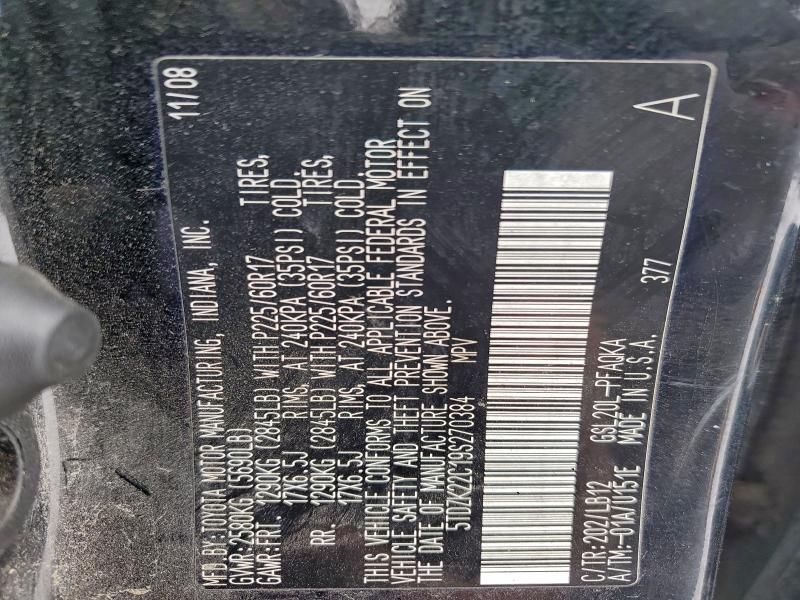 MFD.BY:TOYOTA MOTOR MANUFACTURING, INDIANA, INC. 11/08
GVWR:2580KG (5690LB)
GAWR:FRT. 1290KG (2845LB) WITH P225/60R17 TIRES,
17X6.5J RIMS, AT 240KPA (35PSI) COLD.
RR. 1290KG (2845LB) WITH P225/60R17 TIRES,
17X6.5J RIMS, AT 240KPA (35PSI) COLD.
THIS VEHICLE CONFORMS TO ALL APPLICABLE FEDERAL MOTOR
VEHICLE SAFETY AND THEFT PREVENTION STANDARDS IN EFFECT ON
THE DATE OF MANUFACTURE SHOWN ABOVE.
5TDZK22C19S270384 MPV
C/TR:202/LB12 GSL20L-PFAQKA A
A/TM:-01A/U151E MADE IN U.S.A. 377